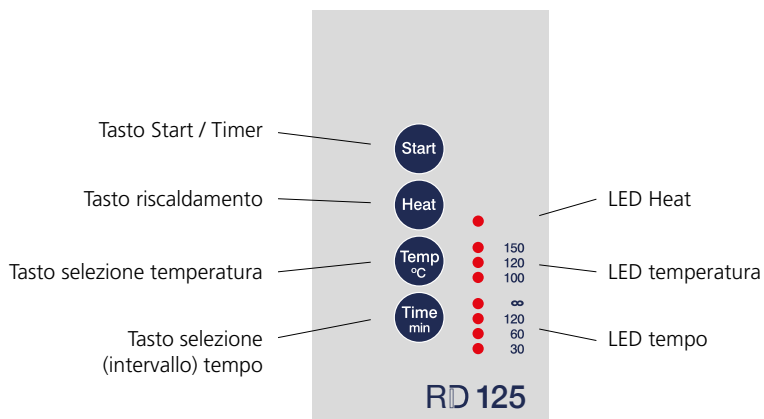 Tasto Start / Timer
Tasto riscaldamento
Tasto selezione temperatura
Tasto selezione
(intervallo) tempo
Start
Heat
Temp
°C
Time
min
150
120
100
∞
120
60
30
RD 125
LED Heat
LED temperatura
LED tempo